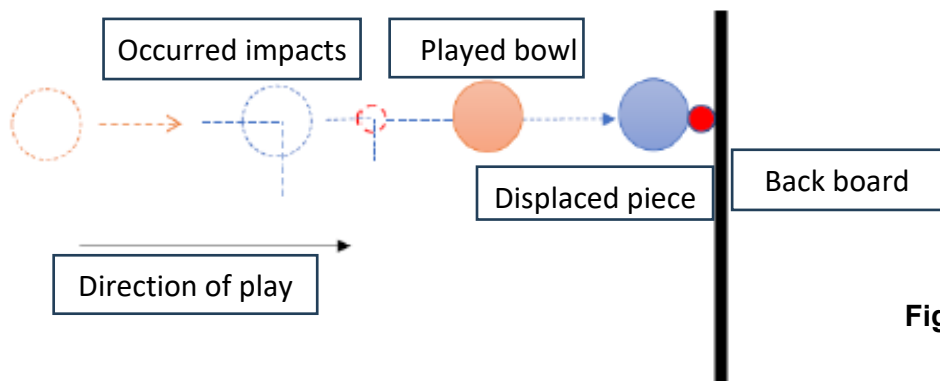 Occurred impacts
Played bowl
Displaced piece
Back board
Direction of play
Fig